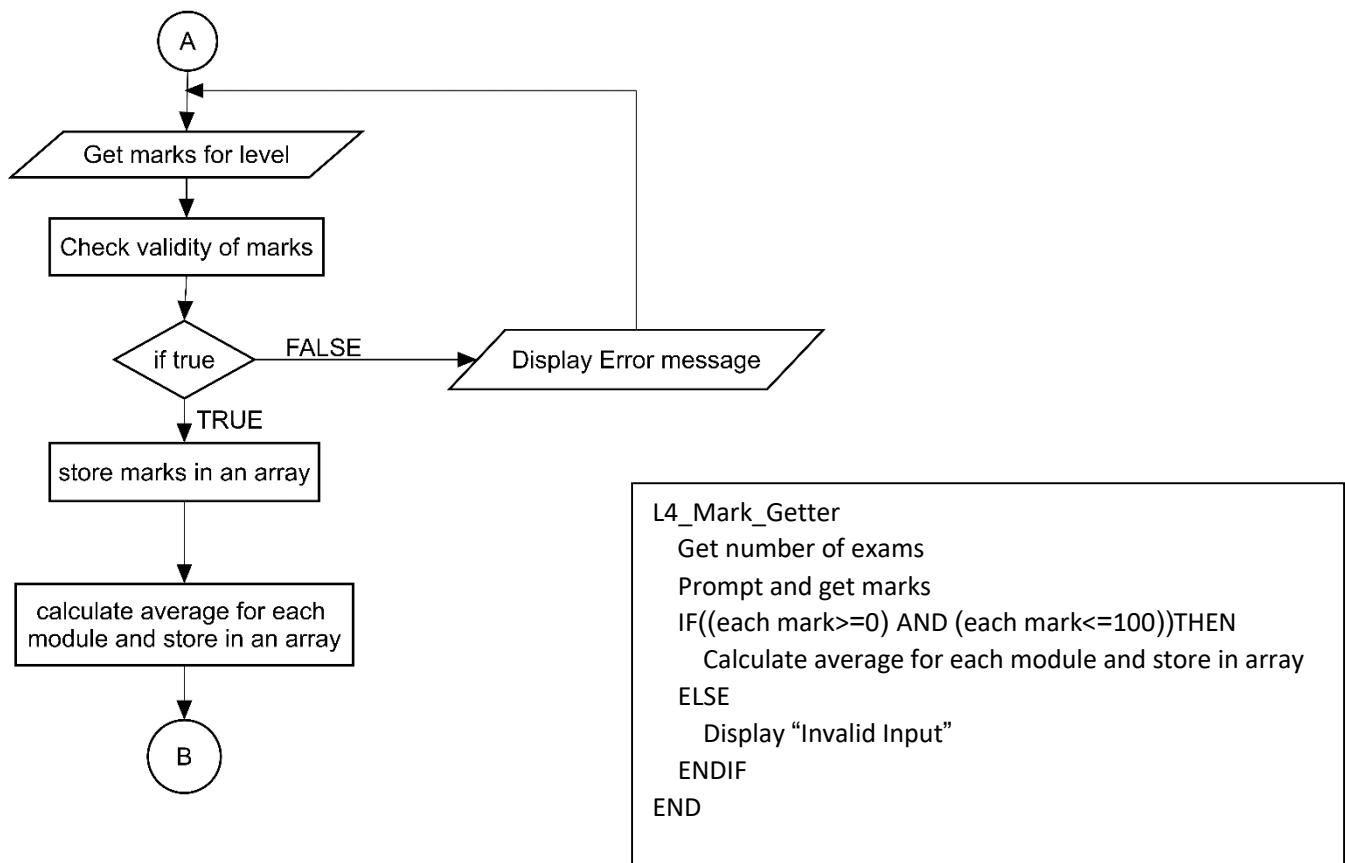 A
Get marks for level
Check validity of marks
if true
FALSE
Display Error message
TRUE
store marks in an array
calculate average for each
module and store in an array
B
L4_Mark_Getter
Get number of exams
Prompt and get marks
IF((each mark>=0) AND (each mark<=100))THEN
Calculate average for each module and store in array
ELSE
Display “Invalid Input”
ENDIF
END